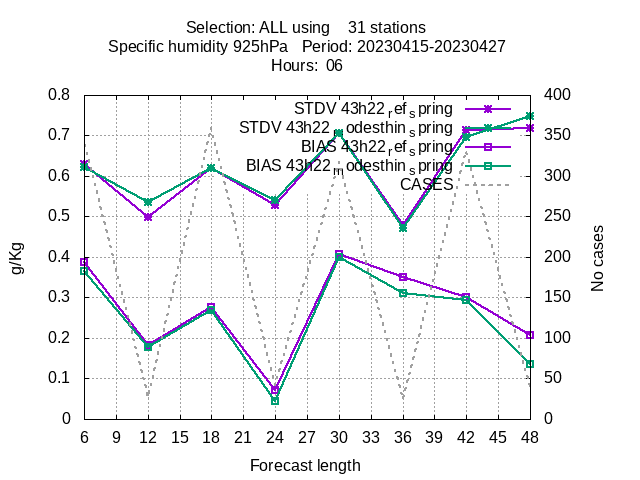 Selection: ALL using    31 stations
Specific humidity 925hPa   Period: 20230415-20230427
Hours:  06
STDV 43h22_ref_spring
STDV 43h22_modesthin_spring
BIAS 43h22_ref_spring
BIAS 43h22_modesthin_spring
CASES
0.8
0.7
0.6
0.5
0.4
0.3
0.2
0.1
0
g/Kg
400
350
300
250
200
150
100
50
0
No cases
6 9 12 15 18 21 24 27 30 33 36 39 42 45 48
Forecast length